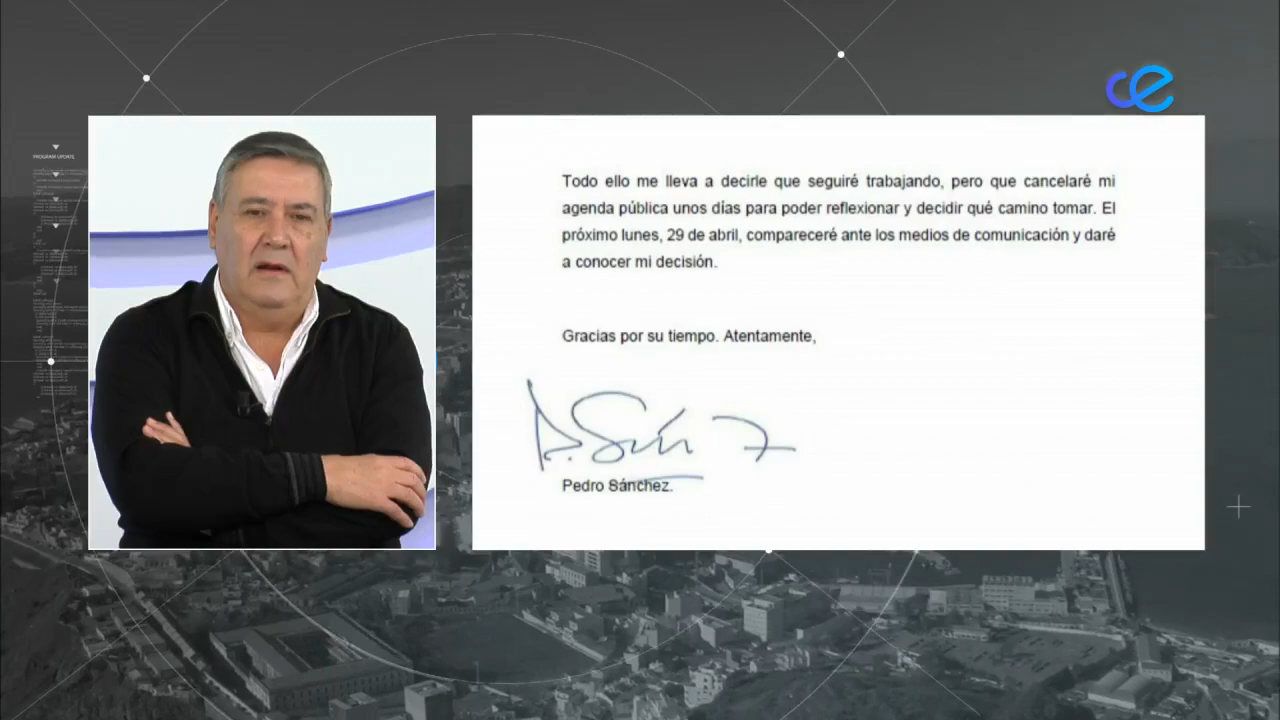 ce
PROGRAM UPONTE
Todo ello me lleva a decirle que seguiré trabajando, pero que cancelaré mi
agenda pública unos días para poder reflexionar y decidir qué camino tomar. El
próximo lunes, 29 de abril, compareceré ante los medios de comunicación y daré
a conocer mi decisión.
Gracias por su tiempo. Atentamente,
Pedro Sánchez.